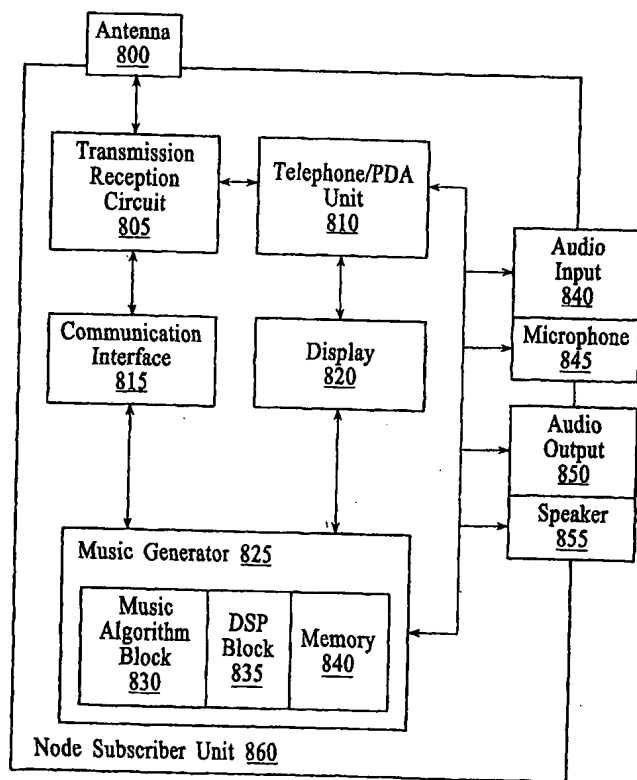 Antenna
800
Transmission
Reception
Circuit
805
Telephone/PDA
Unit
810
Audio
Input
840
Microphone
845
Communication
Interface
815
Display
820
Audio
Output
850
Speaker
855
Music Generator 825
Music
Algorithm
Block
830
DSP
Block
835
Memory
840
Node Subscriber Unit 860